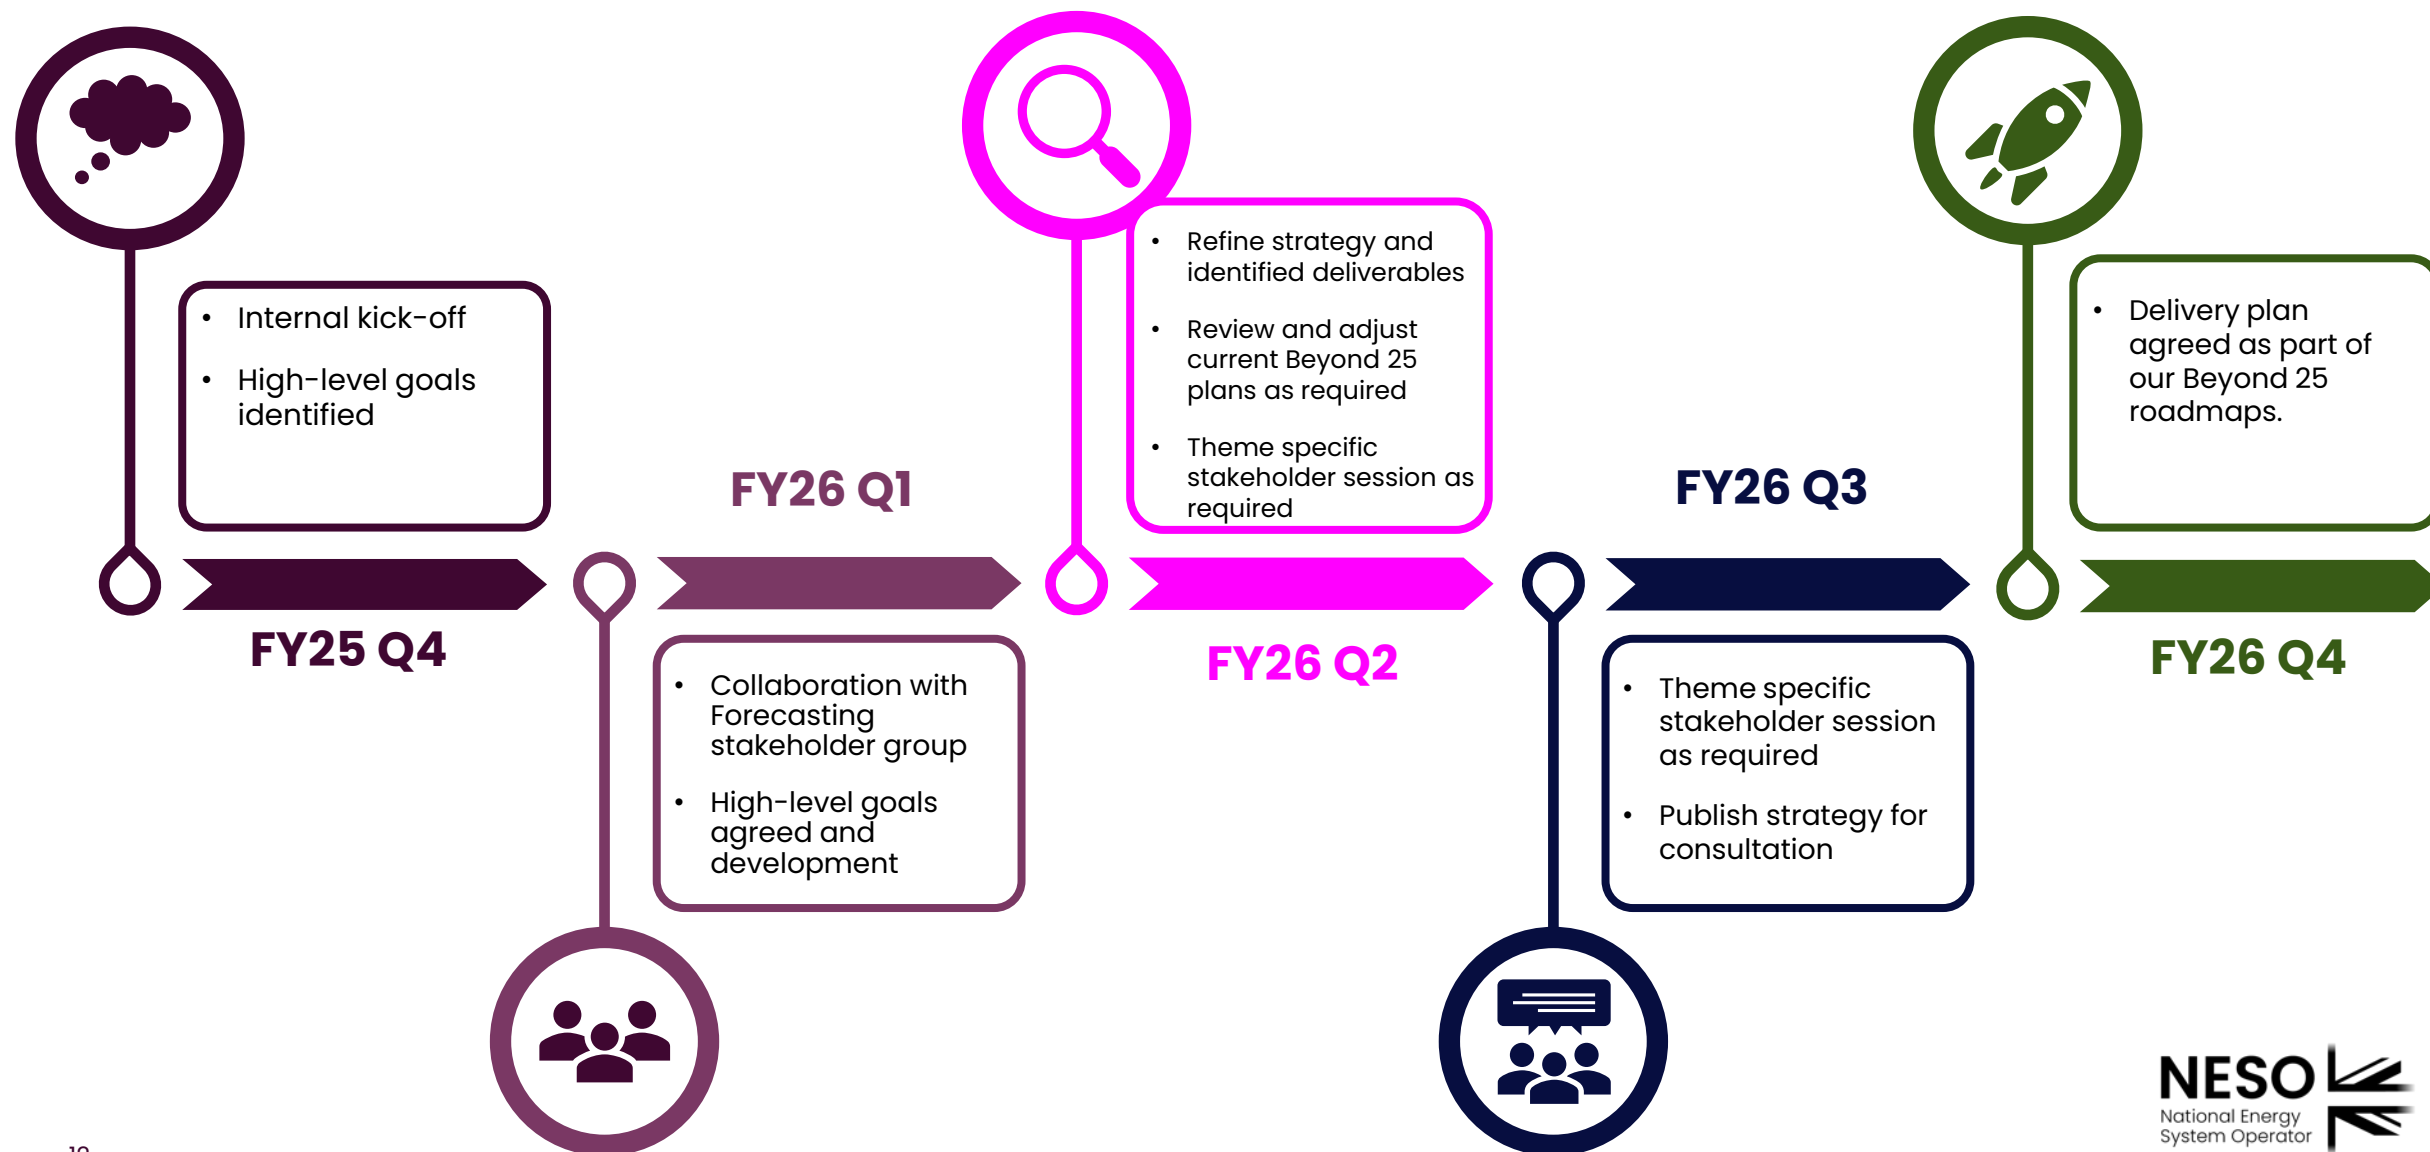 • Internal kick-off
• High-level goals
identified
FY25 Q4
FY26 Q1
• Collaboration with
Forecasting
stakeholder group
• High-level goals
agreed and
development
• Refine strategy and
identified deliverables
• Review and adjust
current Beyond 25
plans as required
• Theme specific
stakeholder session as
required
FY26 Q2
FY26 Q3
• Theme specific
stakeholder session
as required
• Publish strategy for
consultation
• Delivery plan
agreed as part of
our Beyond 25
roadmaps.
FY26 Q4
NESO
National Energy
System Operator